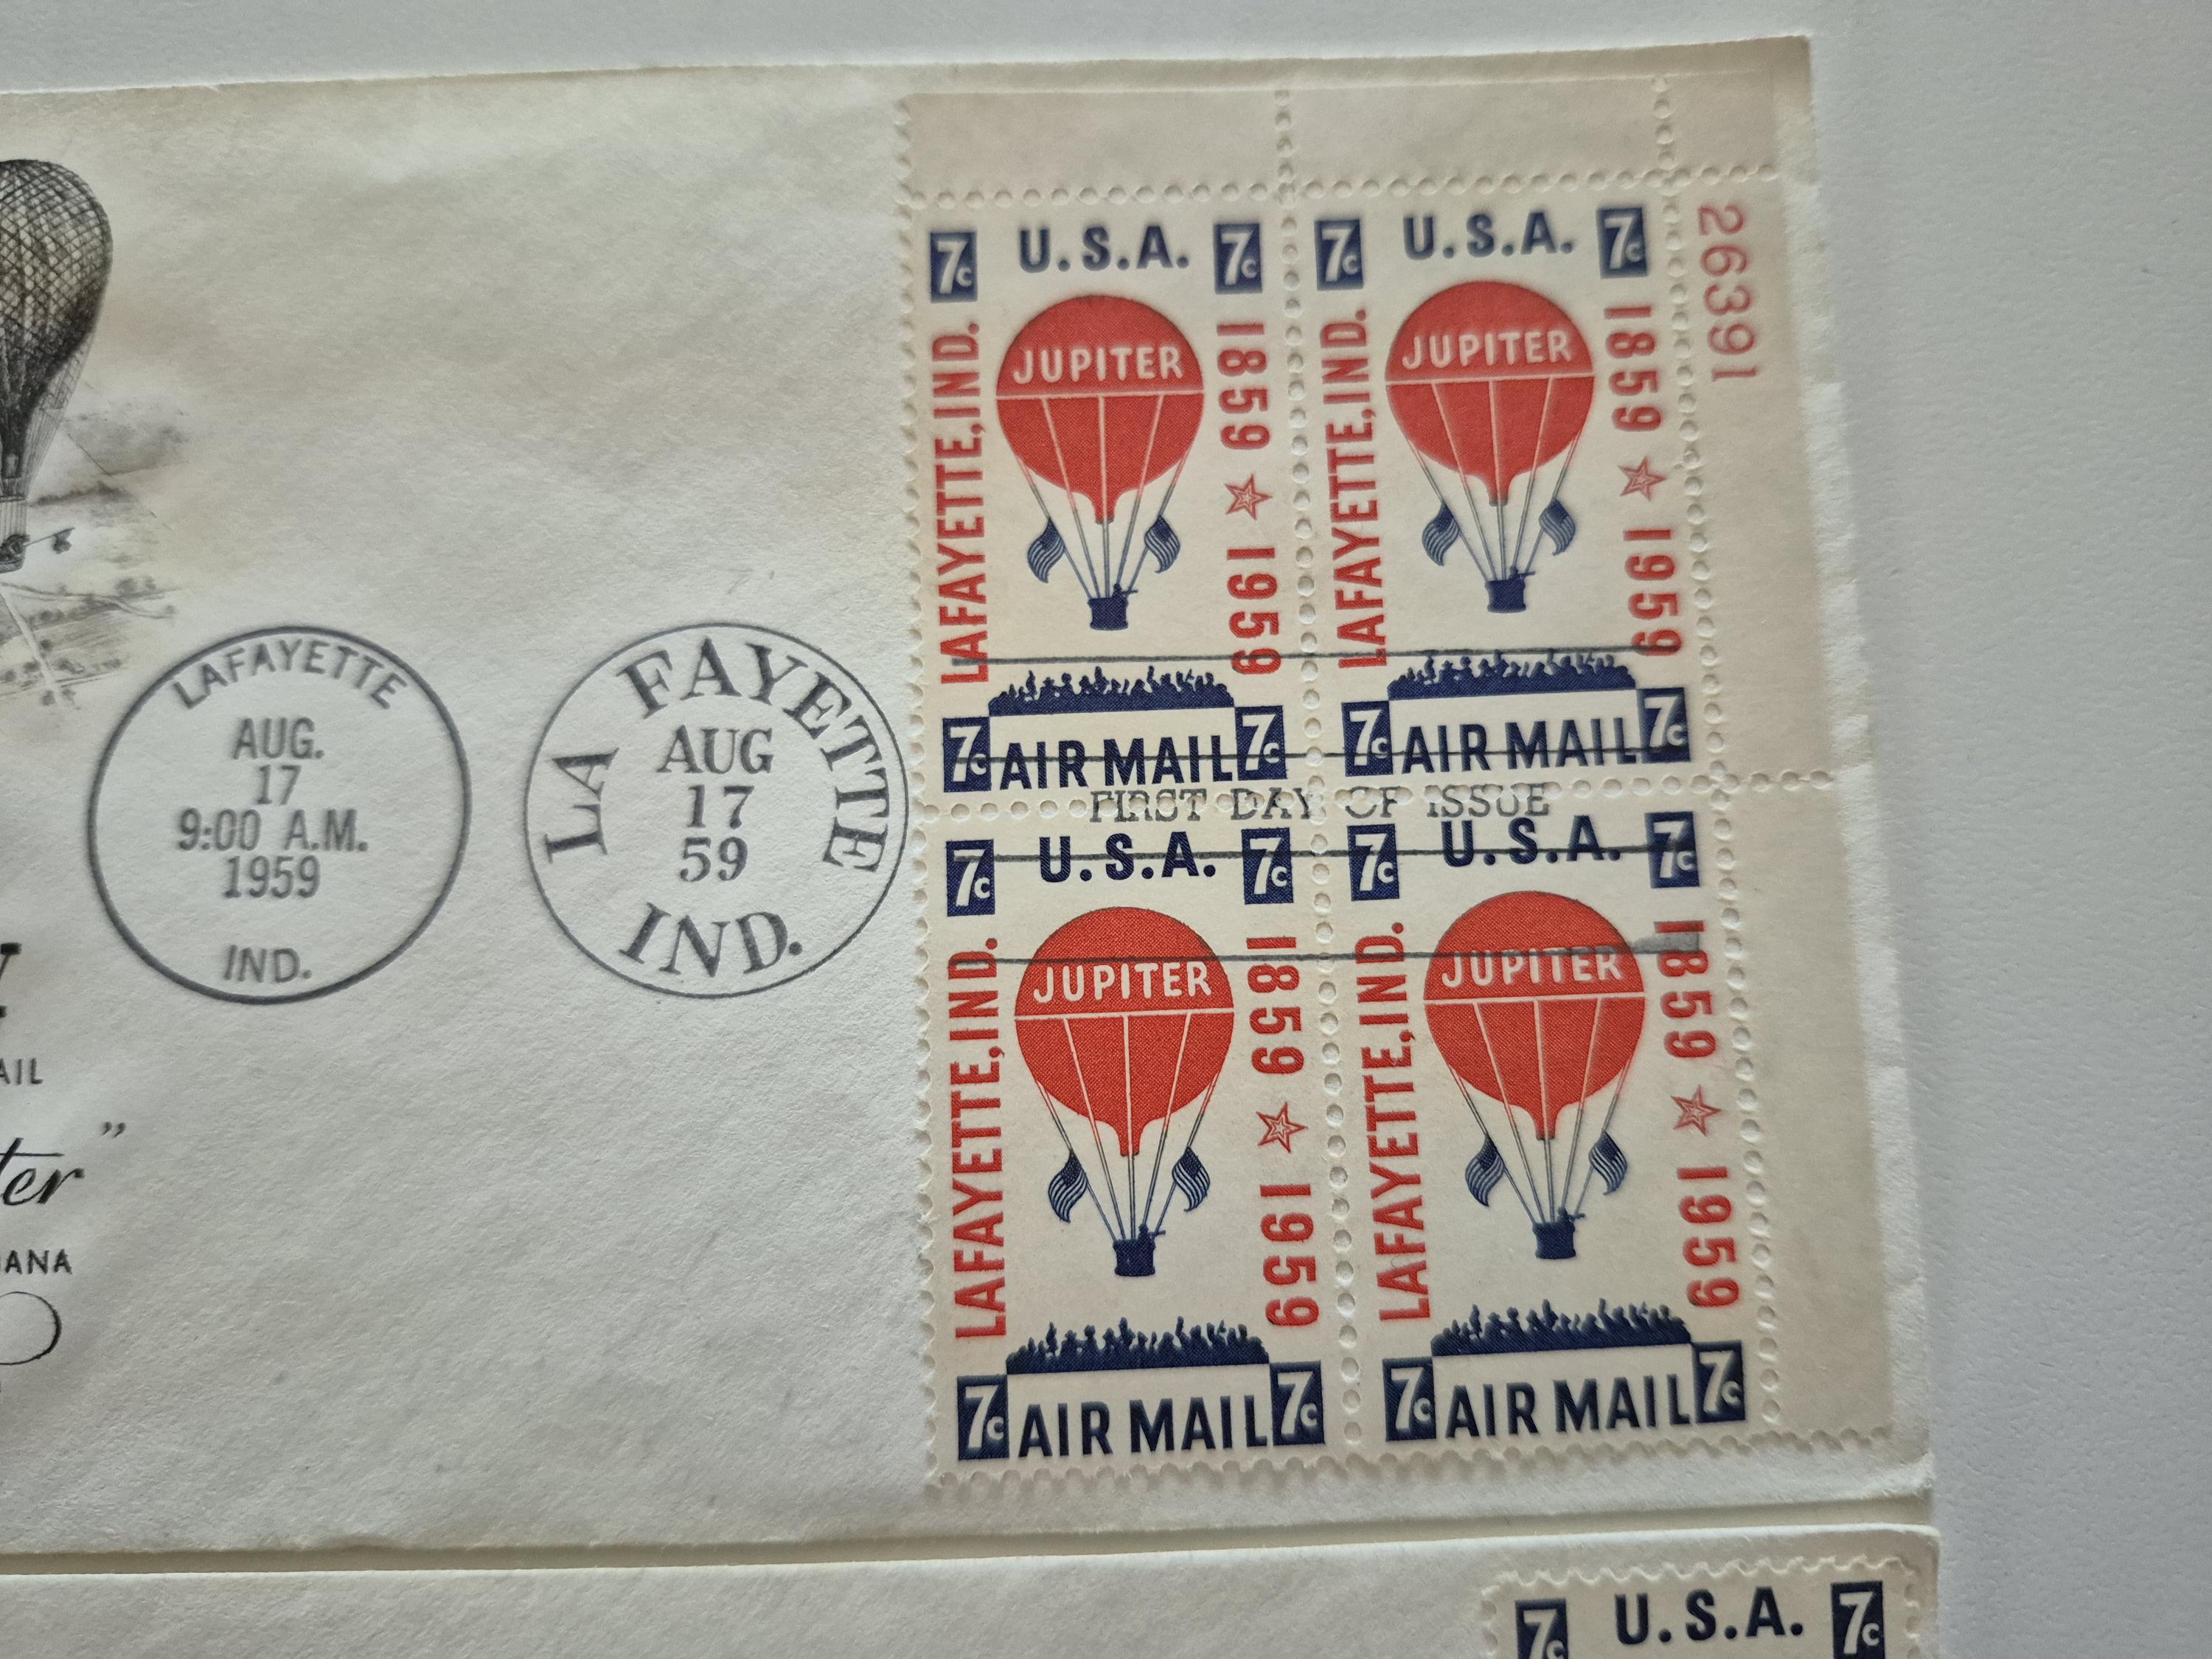 7c U.S.A. 7c
LAFAYETTE, IND.
JUPITER
1859 ★ 1959
7c AIR MAIL 7c
7c U.S.A. 7c
LAFAYETTE, IND.
JUPITER
1859 ★ 1959
7c AIR MAIL 7c
26391
LAFAYETTE
AUG.
17
9:00 A.M.
1959
IND.
LA FAYETTE
AUG
17
59
IND.
FIRST DAY OF ISSUE
7c U.S.A. 7c
LAFAYETTE, IND.
JUPITER
1859 ★ 1959
7c AIR MAIL 7c
7c U.S.A. 7c
LAFAYETTE, IND.
JUPITER
1859 ★ 1959
7c AIR MAIL 7c
AIL
ter"
ANA
7c U.S.A. 7c